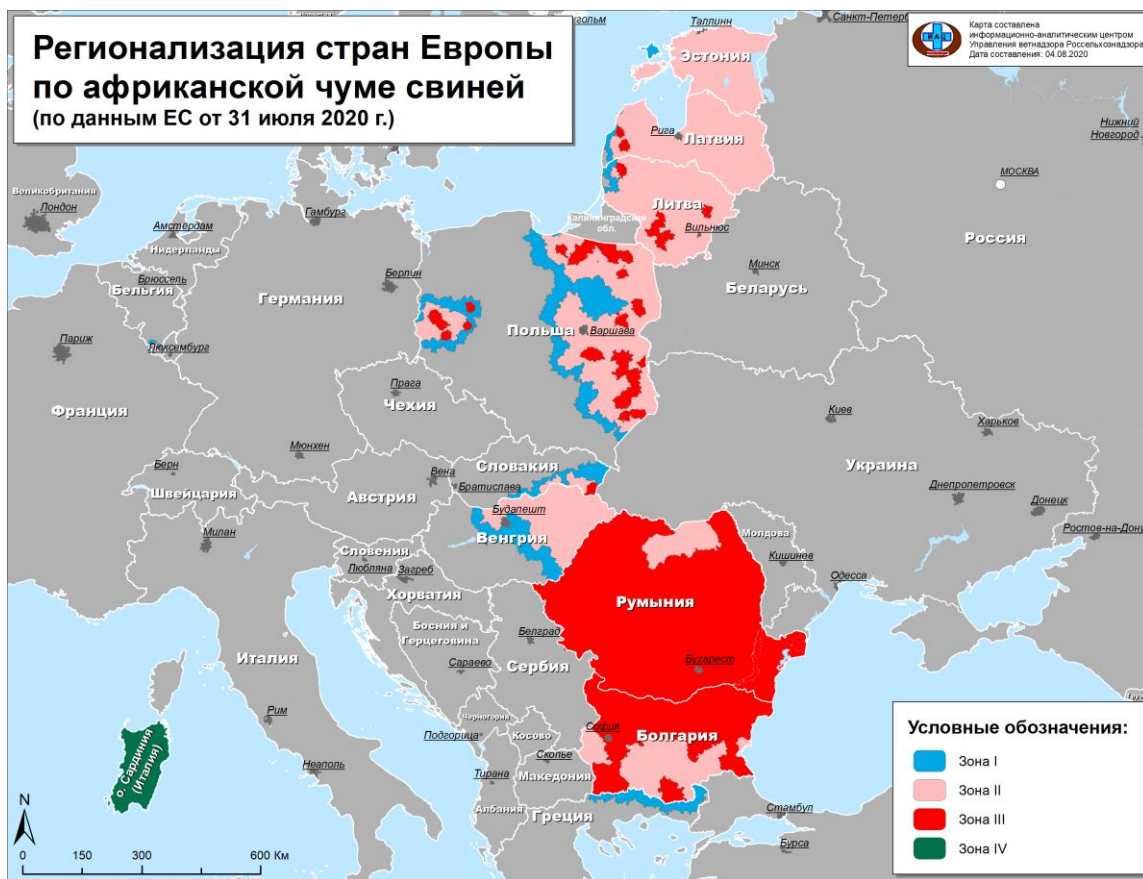 Регионализация стран Европы
по африканской чуме свиней
(по данным ЕС от 31 июля 2020 г.)
Карта составлена
информационно-аналитическим центром
Управления ветнадзора Россельхознадзора
Дата составления: 04.08.2020
Таллинн
Санкт-Петер
Эстония
Рига
Латвия
Нижний
Новгород
МОСКВА
Великобритания
Лондон
Гамбург
Литва
Калининградская
обл.
Вильнюс
Россия
Амстердам
Нидерланды
Минск
Беларусь
Брюссель
Бельгия
Берлин
Германия
Польша
Варшава
Париж
Люксембург
Прага
Чехия
Франция
Киев
Харьков
Мюнхен
Украина
Берн
Швейцария
Вена
Словакия
Братислава
Австрия
Днепропетровск
Донецк
Будапешт
Венгрия
Ростов-на-Дону
Милан
Молдова
Кишинев
Словения
Любляна
Загреб
Хорватия
Одесса
Румыния
Босния и
Герцеговина
Белград
Италия
Сараево
Сербия
Бухарест
Рим
Черногория
Подгорица
Косово
София
Болгария
Скопье
Македония
о. Сардиния
(Италия)
Неаполь
Тирана
Албания
Греция
Стамбул
Бурса
N
0 150 300 600 Км
Условные обозначения:
Зона I
Зона II
Зона III
Зона IV